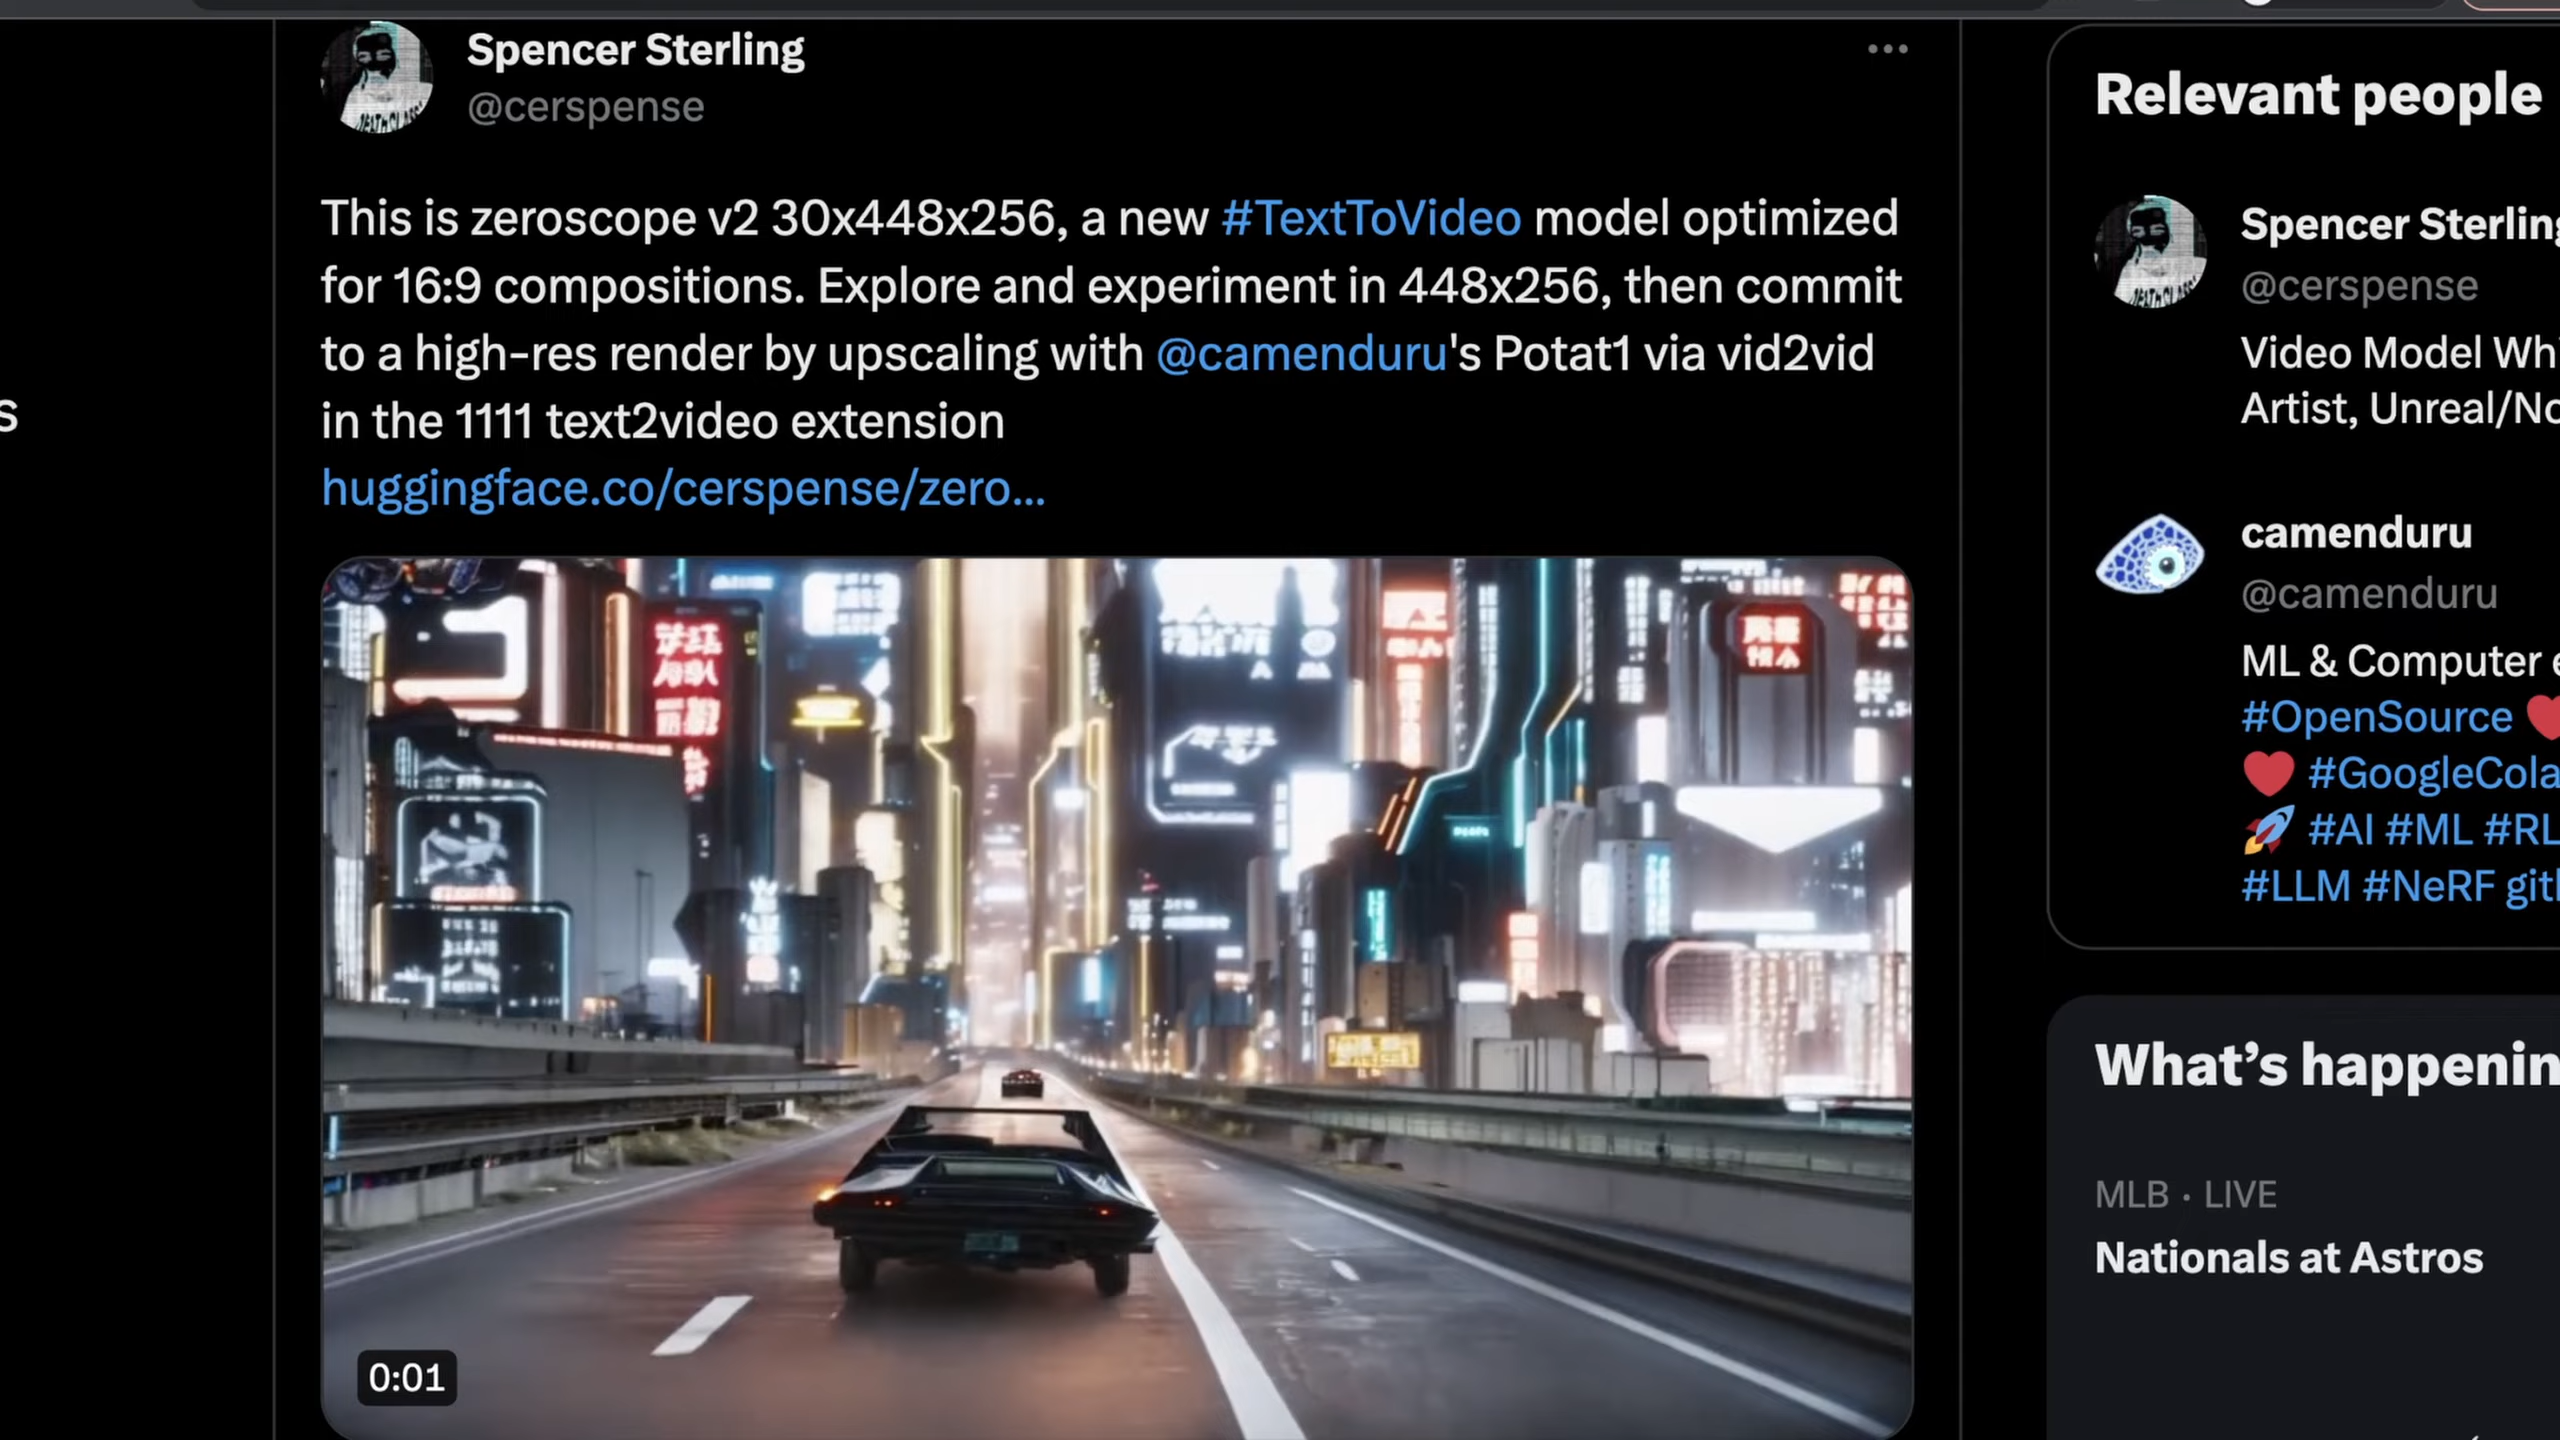 Spencer Sterling
@cerspense
This is zeroscope v2 30x448x256, a new #TextToVideo model optimized
for 16:9 compositions. Explore and experiment in 448x256, then commit
to a high-res render by upscaling with @camenduru's Potat1 via vid2vid
in the 1111 text2video extension
huggingface.co/cerspense/zero...
0:01
s
Relevant people
Spencer Sterling
@cerspense
Video Model Wh
Artist, Unreal/No
camenduru
@camenduru
ML & Computer e
#OpenSource ❤️
❤️ #GoogleCola
🚀 #AI #ML #RL
#LLM #NeRF git
What's happenin
MLB · LIVE
Nationals at Astros